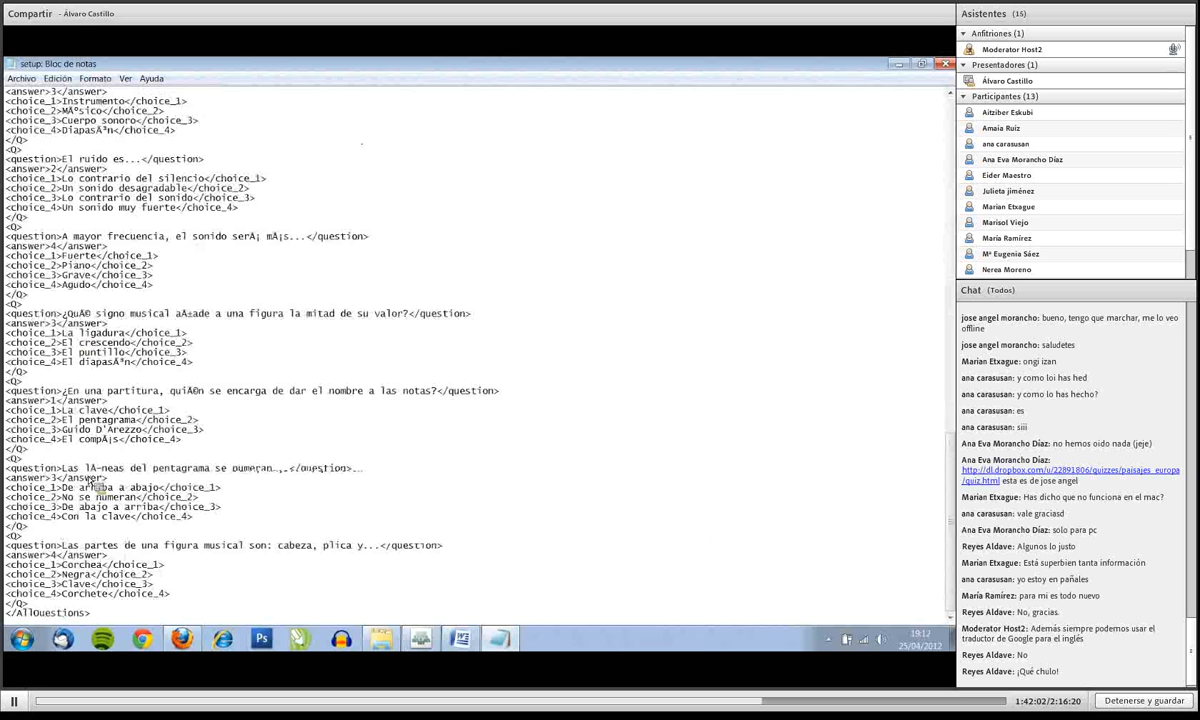 Compartir - Álvaro Castillo
setup: Bloc de notas
Archivo Edición Formato Ver Ayuda
<answer>3</answer>
<choice_1>Instrumento</choice_1>
<choice_2>MÃºsico</choice_2>
<choice_3>Cuerpo sonoro</choice_3>
<choice_4>DiapasÃ³n</choice_4>
</Q>
<Q>
<question>El ruido es...</question>
<answer>2</answer>
<choice_1>Lo contrario del silencio</choice_1>
<choice_2>Un sonido desagradable</choice_2>
<choice_3>Lo contrario del sonido</choice_3>
<choice_4>Un sonido muy fuerte</choice_4>
</Q>
<Q>
<question>A mayor frecuencia, el sonido serÃ¡ mÃ¡s...</question>
<answer>4</answer>
<choice_1>Fuerte</choice_1>
<choice_2>Piano</choice_2>
<choice_3>Grave</choice_3>
<choice_4>Agudo</choice_4>
</Q>
<Q>
<question>¿QuÃ© signo musical aÃ±ade a una figura la mitad de su valor?</question>
<answer>3</answer>
<choice_1>La ligadura</choice_1>
<choice_2>El crescendo</choice_2>
<choice_3>El puntillo</choice_3>
<choice_4>El diapasÃ³n</choice_4>
</Q>
<Q>
<question>¿En una partitura, quiÃ©n se encarga de dar el nombre a las notas?</question>
<answer>1</answer>
<choice_1>La clave</choice_1>
<choice_2>El pentagrama</choice_2>
<choice_3>Guido D'Arezzo</choice_3>
<choice_4>El compÃ¡s</choice_4>
</Q>
<Q>
<question>Las lÃ-neas del pentagrama se numeran...</question>
<answer>3</answer>
<choice_1>De arriba a abajo</choice_1>
<choice_2>No se numeran</choice_2>
<choice_3>De abajo a arriba</choice_3>
<choice_4>Con la clave</choice_4>
</Q>
<Q>
<question>Las partes de una figura musical son: cabeza, plica y...</question>
<answer>4</answer>
<choice_1>Corchea</choice_1>
<choice_2>Negra</choice_2>
<choice_3>Clave</choice_3>
<choice_4>Corchete</choice_4>
</Q>
</AllQuestions>
Ps
W
19:12
25/04/2012
Asistentes (15)
Anfitriones (1)
Moderator Host2
Presentadores (1)
Álvaro Castillo
Participantes (13)
Aitziber Eskubi
Amaia Ruiz
ana carasusan
Ana Eva Morancho Díaz
Eider Maestro
Julieta jiménez
Marian Etxague
Marisol Viejo
María Ramírez
Mª Eugenia Sáez
Nerea Moreno
Chat (Todos)
jose angel morancho: bueno, tengo que marchar, me lo veo
offline
jose angel morancho: saludetes
Marian Etxague: ongi izan
ana carasusan: y como loi has hed
ana carasusan: y como lo has hecho?
ana carasusan: es
ana carasusan: siii
Ana Eva Morancho Díaz: no hemos oido nada (jeje)
Ana Eva Morancho Díaz:
http://dl.dropbox.com/u/22891806/quizzes/paisajes_europa
/quiz.html esta es de jose angel
Marian Etxague: Has dicho que no funciona en el mac?
ana carasusan: vale graciasd
Ana Eva Morancho Díaz: solo para pc
Reyes Aldave: Algunos lo justo
Marian Etxague: Está superbien tanta información
ana carasusan: yo estoy en pañales
María Ramírez: para mi es todo nuevo
Reyes Aldave: No, gracias.
Moderator Host2: Además siempre podemos usar el
traductor de Google para el inglés
Reyes Aldave: No
Reyes Aldave: ¡Qué chulo!
1:42:02/2:16:20
Detenerse y guardar